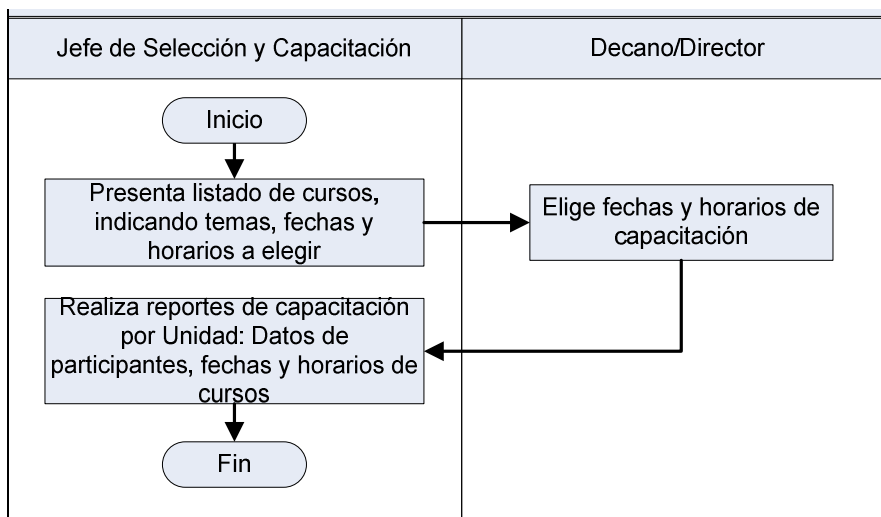 Jefe de Selección y Capacitación
Decano/Director
Inicio
Presenta listado de cursos,
indicando temas, fechas y
horarios a elegir
Elige fechas y horarios de
capacitación
Realiza reportes de capacitación
por Unidad: Datos de
participantes, fechas y horarios de
cursos
Fin